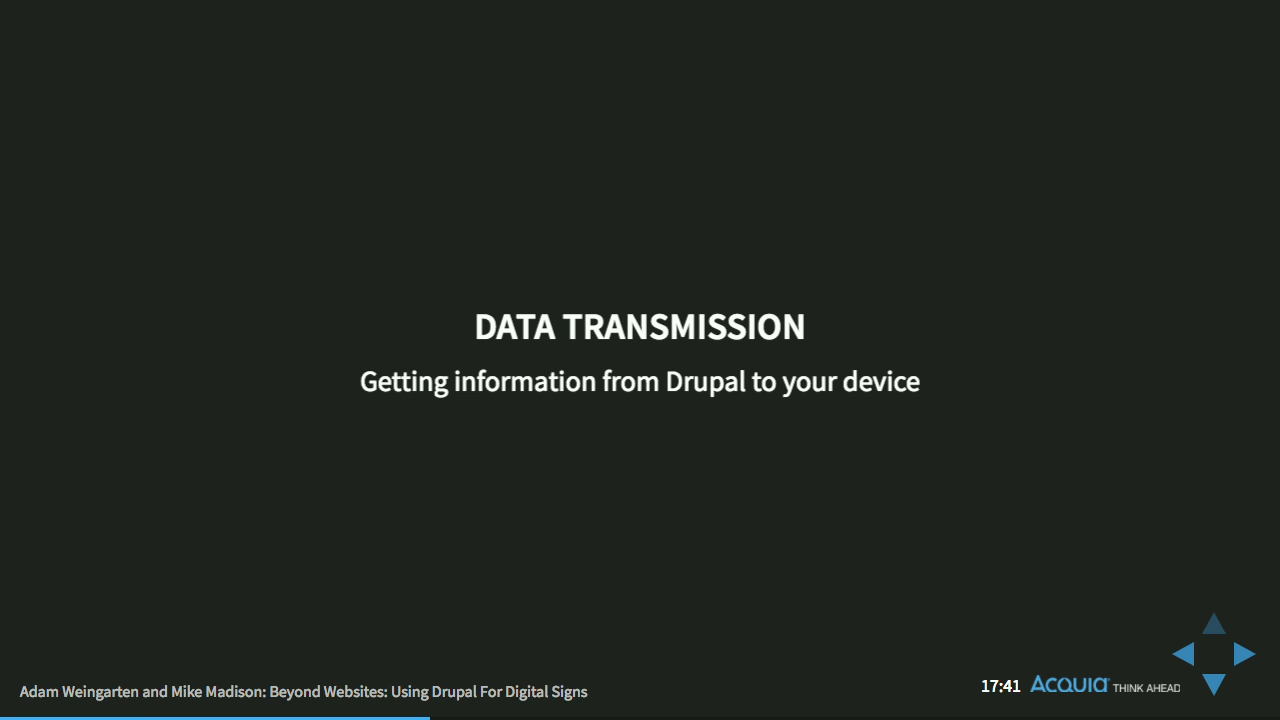 DATA TRANSMISSION
Getting information from Drupal to your device
Adam Weingarten and Mike Madison: Beyond Websites: Using Drupal For Digital Signs
17:41 ACQUIA THINK AHEAD